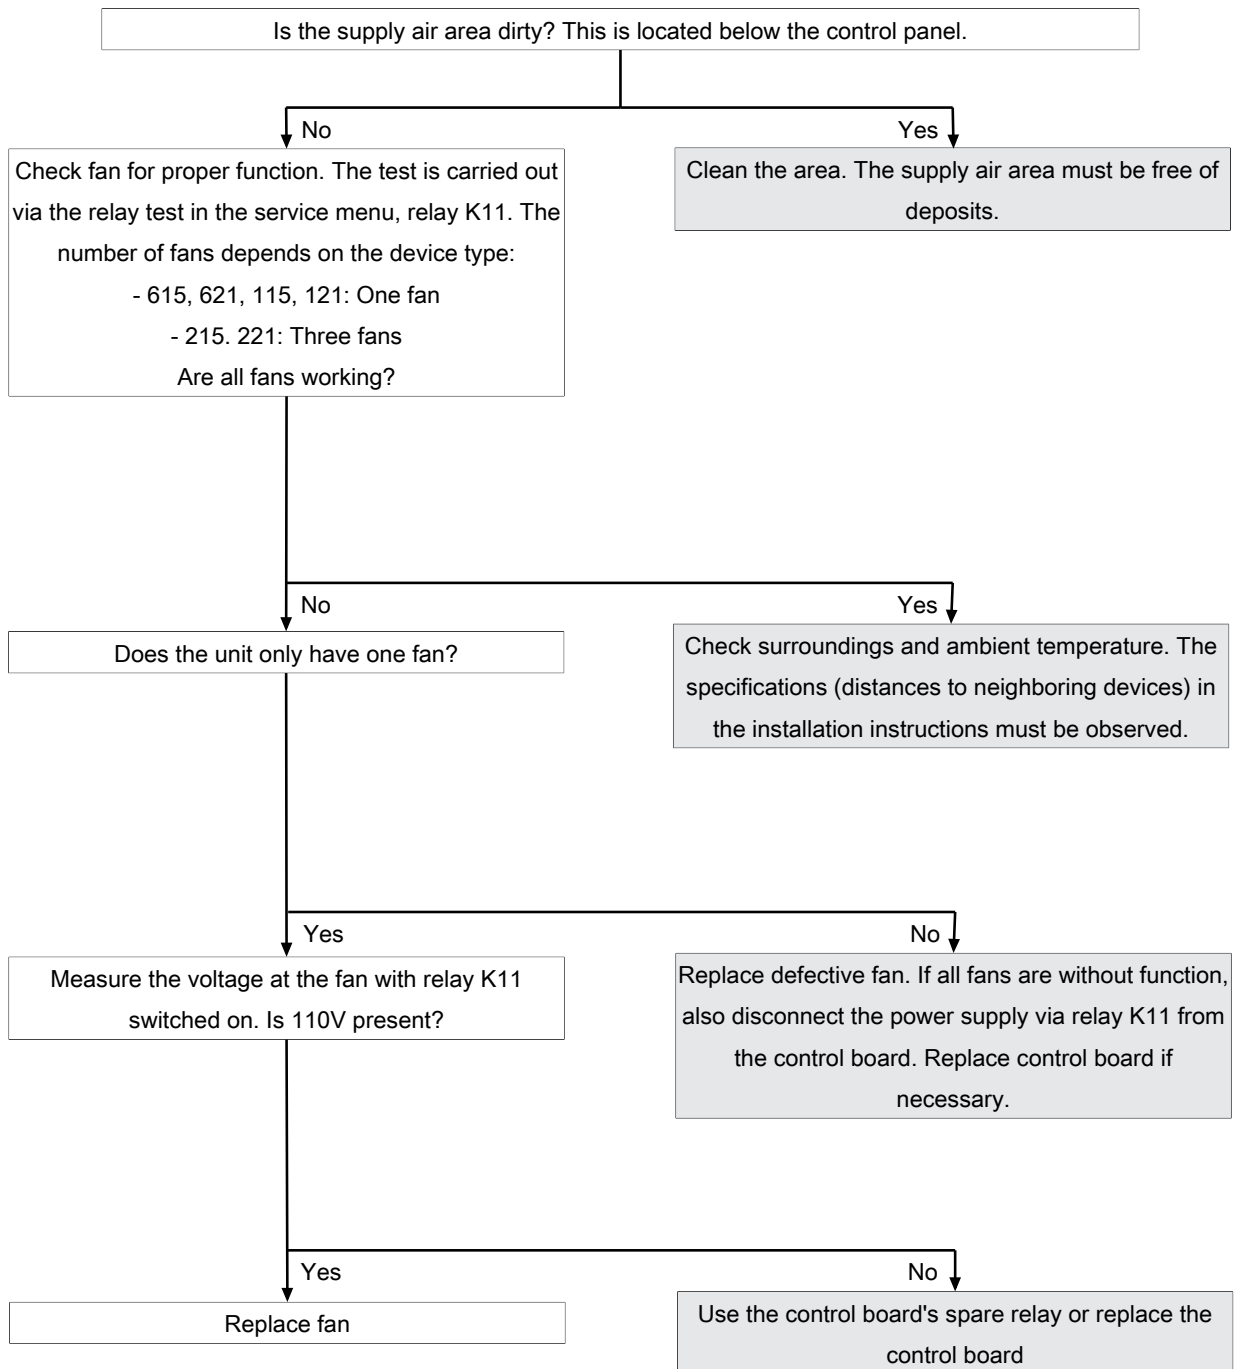 Is the supply air area dirty? This is located below the control panel.
No
Yes
Check fan for proper function. The test is carried out
via the relay test in the service menu, relay K11. The
number of fans depends on the device type:
- 615, 621, 115, 121: One fan
- 215. 221: Three fans
Are all fans working?
Clean the area. The supply air area must be free of
deposits.
No
Yes
Does the unit only have one fan?
Check surroundings and ambient temperature. The
specifications (distances to neighboring devices) in
the installation instructions must be observed.
Yes
No
Measure the voltage at the fan with relay K11
switched on. Is 110V present?
Replace defective fan. If all fans are without function,
also disconnect the power supply via relay K11 from
the control board. Replace control board if
necessary.
Yes
No
Replace fan
Use the control board's spare relay or replace the
control board